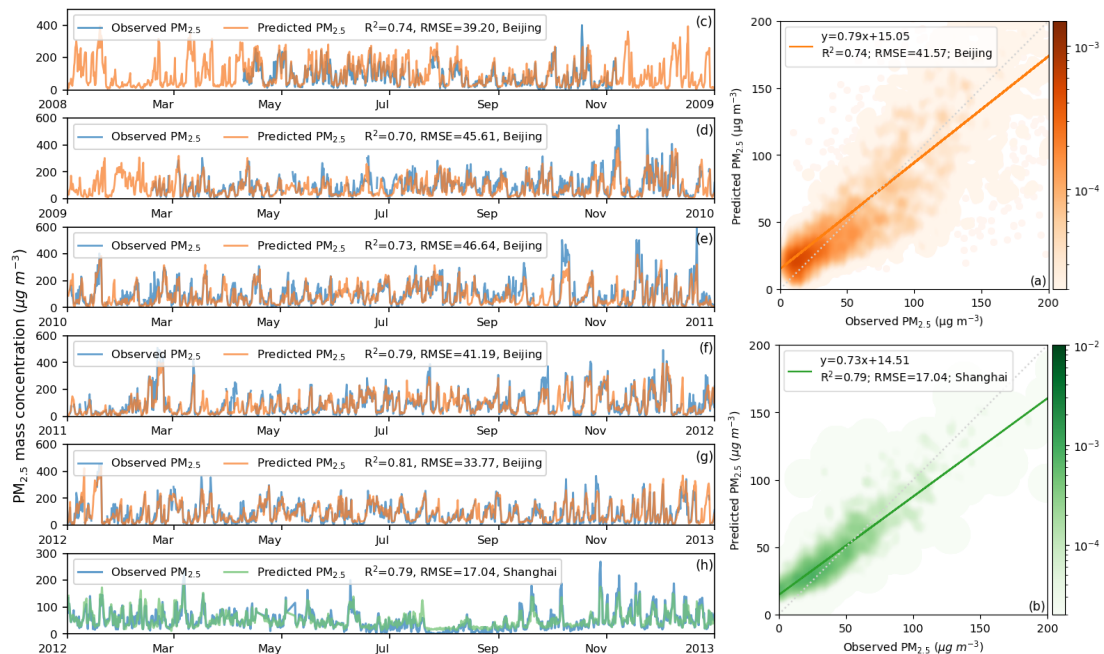 PM2.5 mass concentration (μg m⁻³)
Observed PM2.5 Predicted PM2.5 R²=0.74, RMSE=39.20, Beijing (c)
400
200
0
2008 Mar May Jul Sep Nov 2009
Observed PM2.5 Predicted PM2.5 R²=0.70, RMSE=45.61, Beijing (d)
600
400
200
0
2009 Mar May Jul Sep Nov 2010
Observed PM2.5 Predicted PM2.5 R²=0.73, RMSE=46.64, Beijing (e)
600
400
200
0
2010 Mar May Jul Sep Nov 2011
Observed PM2.5 Predicted PM2.5 R²=0.79, RMSE=41.19, Beijing (f)
600
400
200
0
2011 Mar May Jul Sep Nov 2012
Observed PM2.5 Predicted PM2.5 R²=0.81, RMSE=33.77, Beijing (g)
600
400
200
0
2012 Mar May Jul Sep Nov 2013
Observed PM2.5 Predicted PM2.5 R²=0.79, RMSE=17.04, Shanghai (h)
300
200
100
0
2012 Mar May Jul Sep Nov 2013
y=0.79x+15.05
R²=0.74; RMSE=41.57; Beijing
Predicted PM2.5 (μg m⁻³)
200
150
100
50
0
(a)
0 50 100 150 200
Observed PM2.5 (μg m⁻³)
10⁻³
10⁻⁴
y=0.73x+14.51
R²=0.79; RMSE=17.04; Shanghai
Predicted PM2.5 (μg m⁻³)
200
150
100
50
0
(b)
0 50 100 150 200
Observed PM2.5 (μg m⁻³)
10⁻²
10⁻³
10⁻⁴